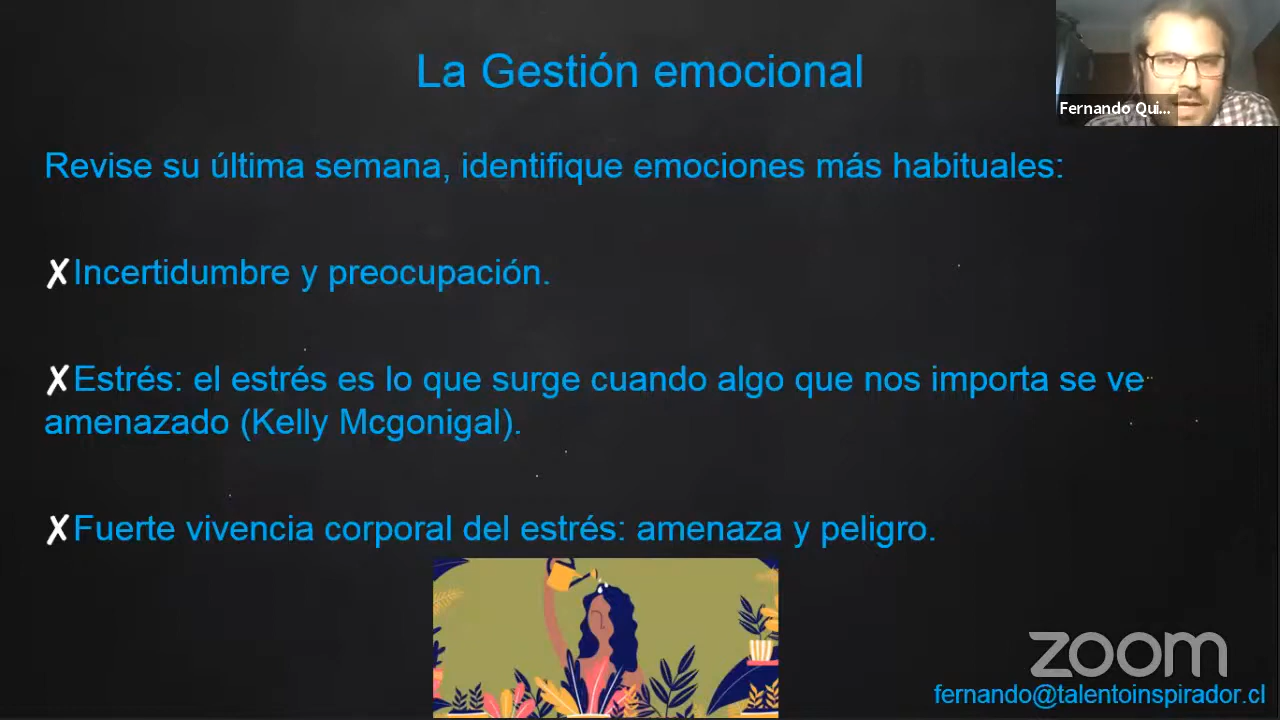 La Gestión emocional
Fernando Qui...
Revise su última semana, identifique emociones más habituales:
✗Incertidumbre y preocupación.
✗Estrés: el estrés es lo que surge cuando algo que nos importa se ve
amenazado (Kelly Mcgonigal).
✗Fuerte vivencia corporal del estrés: amenaza y peligro.
zoom
fernando@talentoinspirador.cl